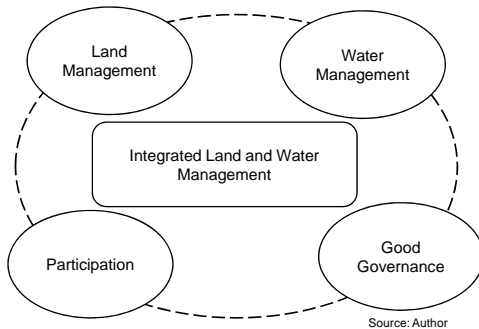 Land
Management
Water
Management
Integrated Land and Water
Management
Participation
Good
Governance
Source: Author